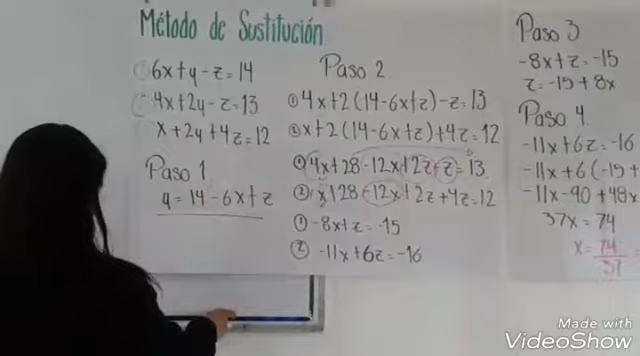 Método de Sustitución
6x+y-z=14
4x+2y-z=13
x+2y+4z=12
Paso 1
y=14-6x+z
Paso 2
① 4x+2(14-6x+z)-z=13
② x+2(14-6x+z)+4z=12
① 4x+28-12x+2z-z=13
② x+28-12x+2z+4z=12
① -8x+z=-15
② -11x+6z=-16
Paso 3
-8x+z=-15
z=-15+8x
Paso 4
-11x+6z=-16
-11x+6(-15+
-11x-90+48x
37x=74
x=74/37=
Made with
VideoShow